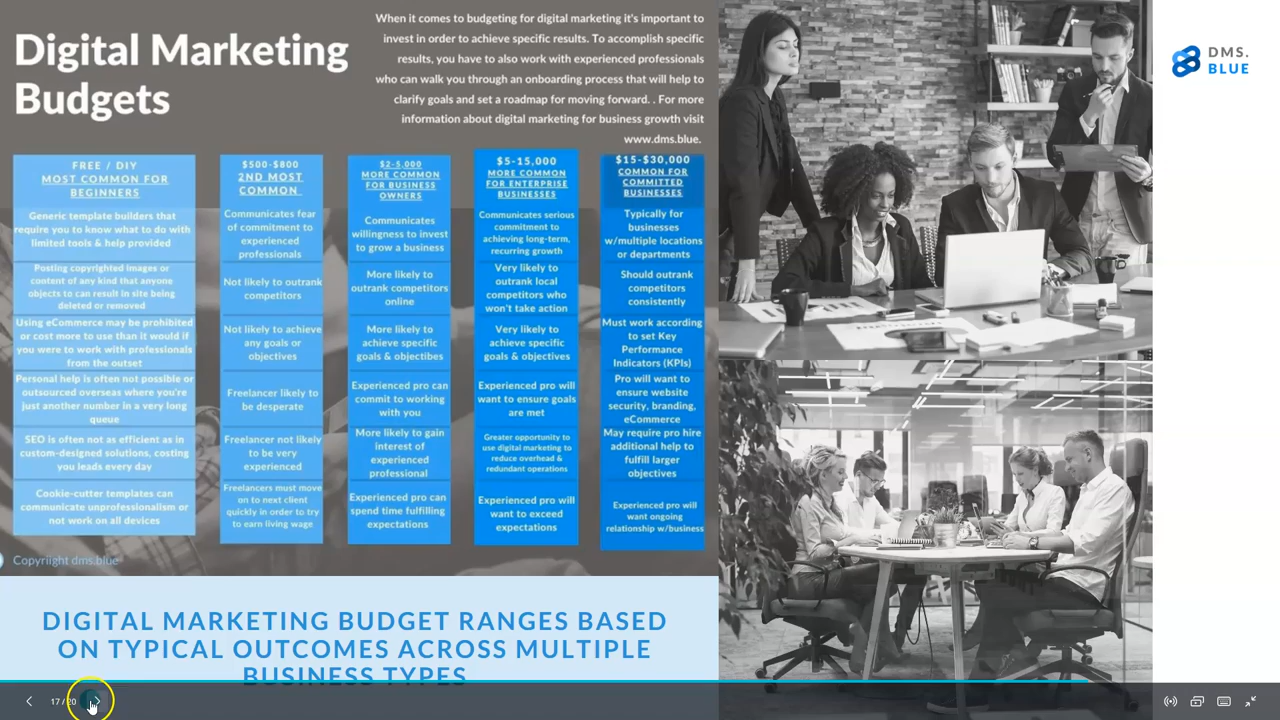 Digital Marketing
Budgets
When it comes to budgeting for digital marketing it's important to
invest in order to achieve specific results. To accomplish specific
results, you have to also work with experienced professionals
who can walk you through an onboarding process that will help to
clarify goals and set a roadmap for moving forward. . For more
information about digital marketing for business growth visit
www.dms.blue.
FREE / DIY
MOST COMMON FOR
BEGINNERS
Generic template builders that
require you to know what to do with
limited tools & help provided
Posting copyrighted images or
content of any kind that anyone
objects to can result in site being
deleted or removed
Using eCommerce may be prohibited
or cost more to use than it would if
you were to work with professionals
from the outset
Personal help is often not possible or
outsourced overseas where you're
just another number in a very long
queue
SEO is often not as efficient as in
custom-designed solutions, costing
you leads every day
Cookie-cutter templates can
communicate unprofessionalism or
not work on all devices
$500-$800
2ND MOST
COMMON
Communicates fear
of commitment to
experienced
professionals
Not likely to outrank
competitors
Not likely to achieve
any goals or
objectives
Freelancer likely to
be desperate
Freelancer not likely
to be very
experienced
Freelancers must move
on to next client
quickly in order to try
to earn living wage
$2-5,000
MORE COMMON
FOR BUSINESS
OWNERS
Communicates
willingness to invest
to grow a business
More likely to
outrank competitors
online
More likely to
achieve specific
goals & objectibes
Experienced pro can
commit to working
with you
More likely to gain
interest of
experienced
professional
Experienced pro can
spend time fulfilling
expectations
$5-15,000
MORE COMMON
FOR ENTERPRISE
BUSINESSES
Communicates serious
commitment to
achieving long-term,
recurring growth
Very likely to
outrank local
competitors who
won't take action
Very likely to
achieve specific
goals & objectives
Experienced pro will
want to ensure goals
are met
Greater opportunity to
use digital marketing to
reduce overhead &
redundant operations
Experienced pro will
want to exceed
expectations
$15-$30,000
COMMON FOR
COMMITTED
BUSINESSES
Typically for
businesses
w/multiple locations
or departments
Should outrank
competitors
consistently
Must work according
to set Key
Performance
Indicators (KPIs)
Pro will want to
ensure website
security, branding,
eCommerce
May require pro hire
additional help to
fulfill larger
objectives
Experienced pro will
want ongoing
relationship w/business
Copyriight dms.blue
DIGITAL MARKETING BUDGET RANGES BASED
ON TYPICAL OUTCOMES ACROSS MULTIPLE
BUSINESS TYPES
DMS.
BLUE
17 / 20